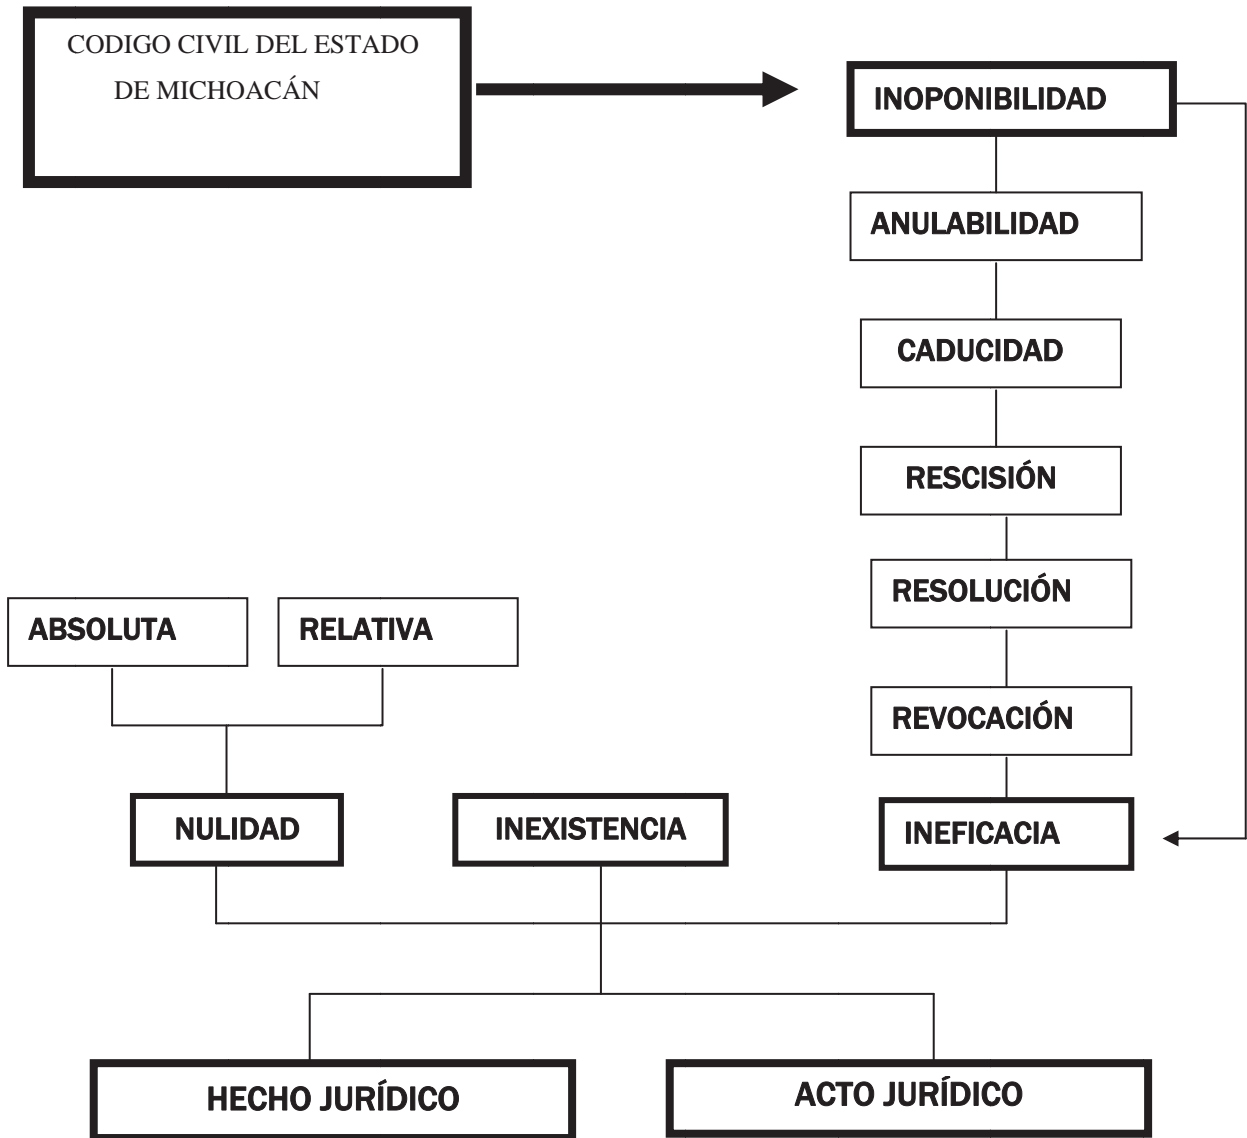 CODIGO CIVIL DEL ESTADO
DE MICHOACÁN
INOPONIBILIDAD
ANULABILIDAD
CADUCIDAD
RESCISIÓN
RESOLUCIÓN
ABSOLUTA
RELATIVA
REVOCACIÓN
NULIDAD
INEXISTENCIA
INEFICACIA
HECHO JURÍDICO
ACTO JURÍDICO